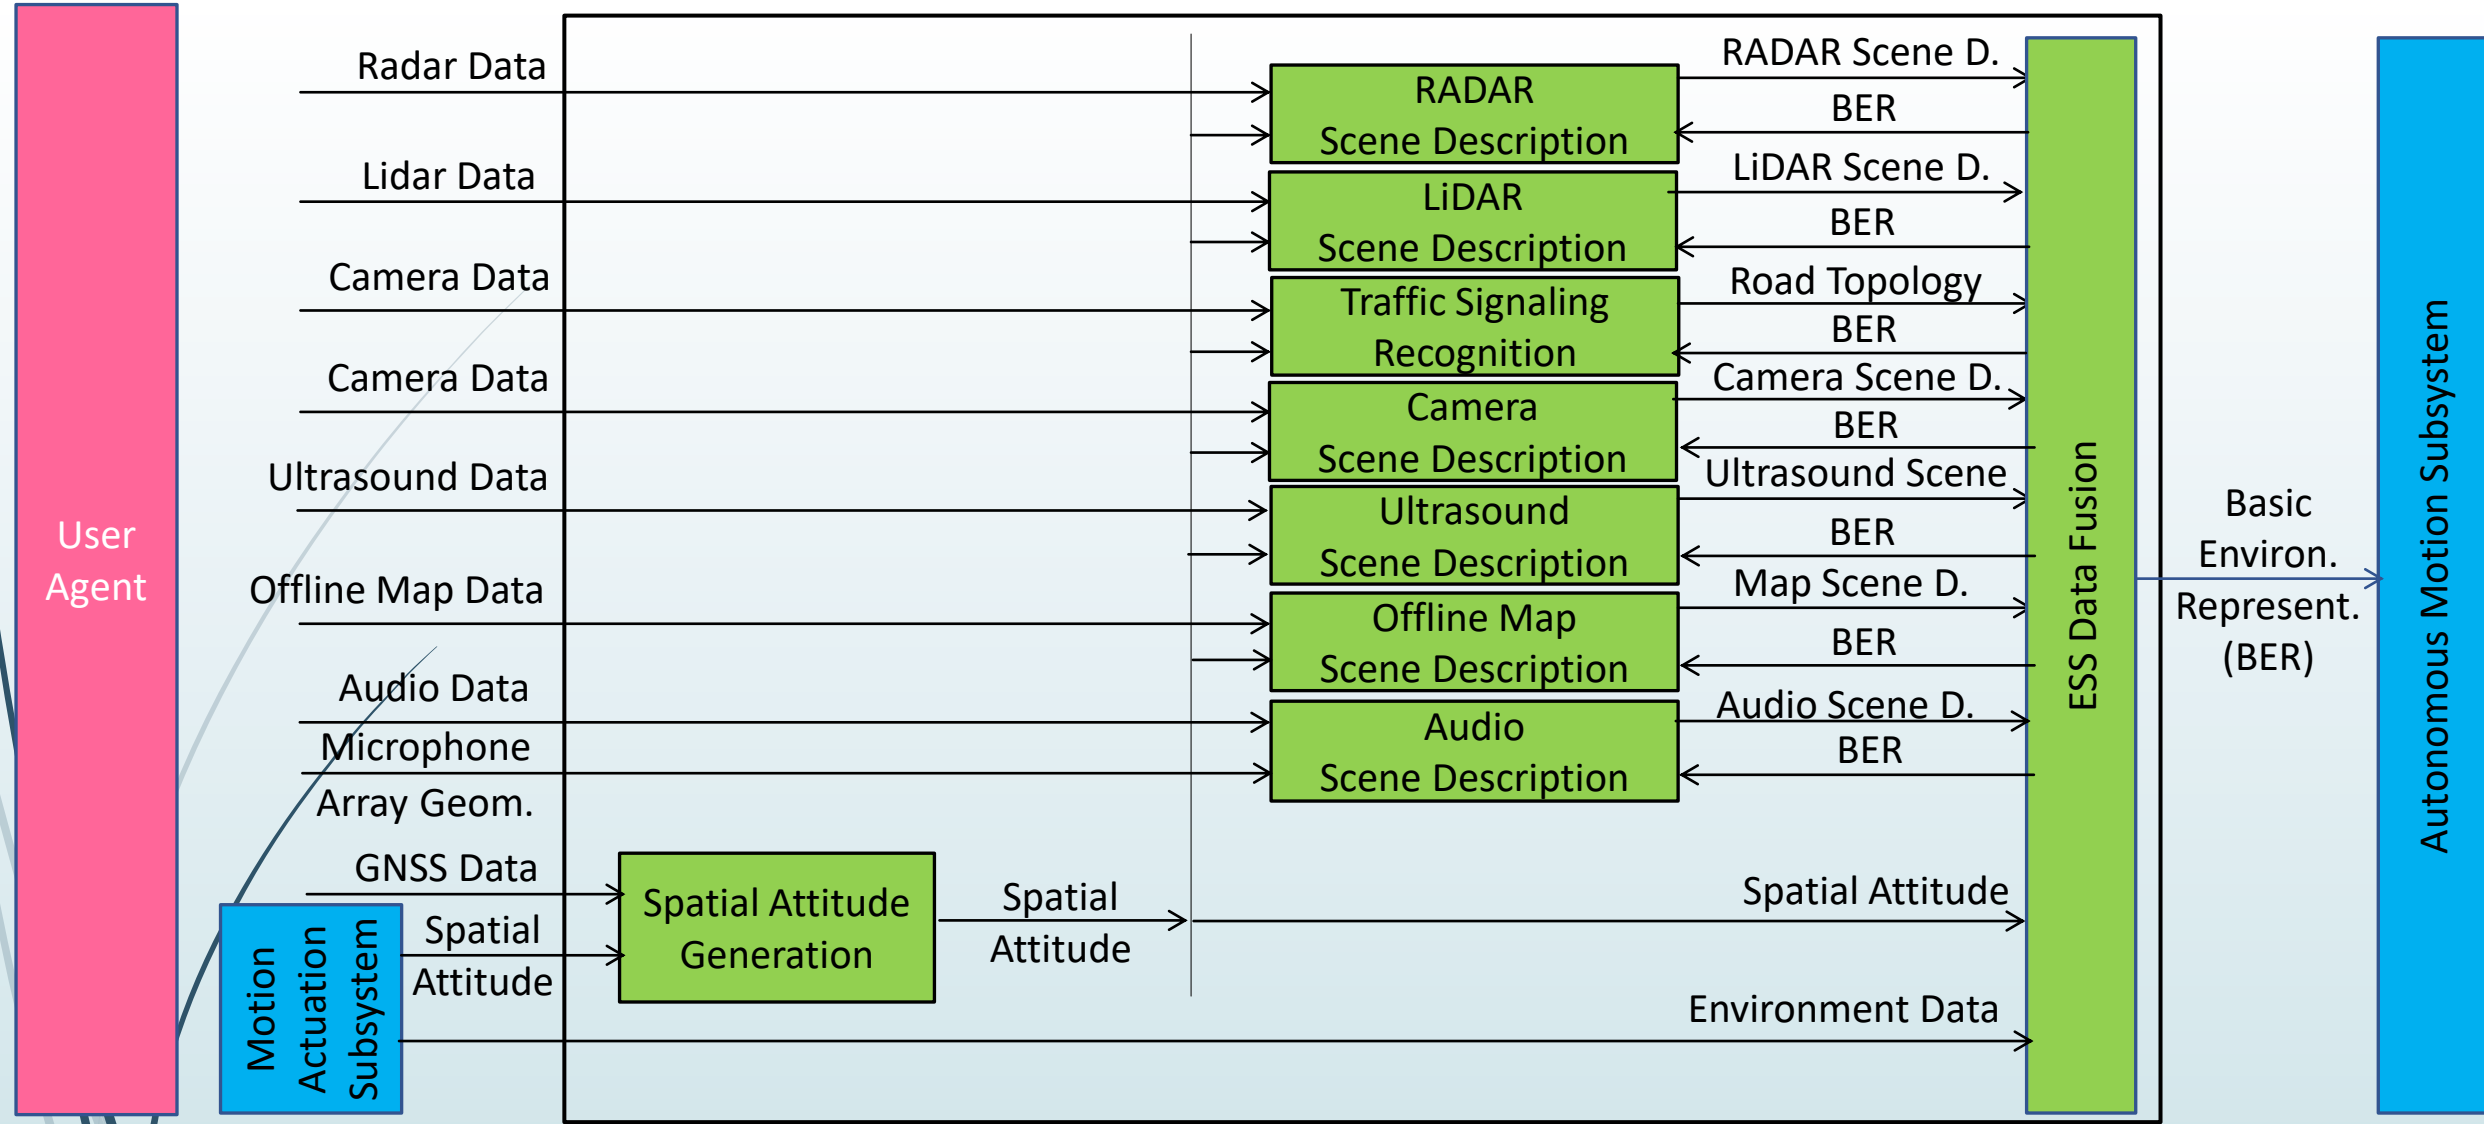 User
Agent
Radar Data
Lidar Data
Camera Data
Camera Data
Ultrasound Data
Offline Map Data
Audio Data
Microphone
Array Geom.
GNSS Data
Spatial
Attitude
Motion
Actuation
Subsystem
Spatial Attitude
Generation
Spatial
Attitude
RADAR
Scene Description
LiDAR
Scene Description
Traffic Signaling
Recognition
Camera
Scene Description
Ultrasound
Scene Description
Offline Map
Scene Description
Audio
Scene Description
RADAR Scene D.
BER
LiDAR Scene D.
BER
Road Topology
BER
Camera Scene D.
BER
Ultrasound Scene
BER
Map Scene D.
BER
Audio Scene D.
BER
Spatial Attitude
Environment Data
ESS Data Fusion
Basic
Environ.
Represent.
(BER)
Autonomous Motion Subsystem